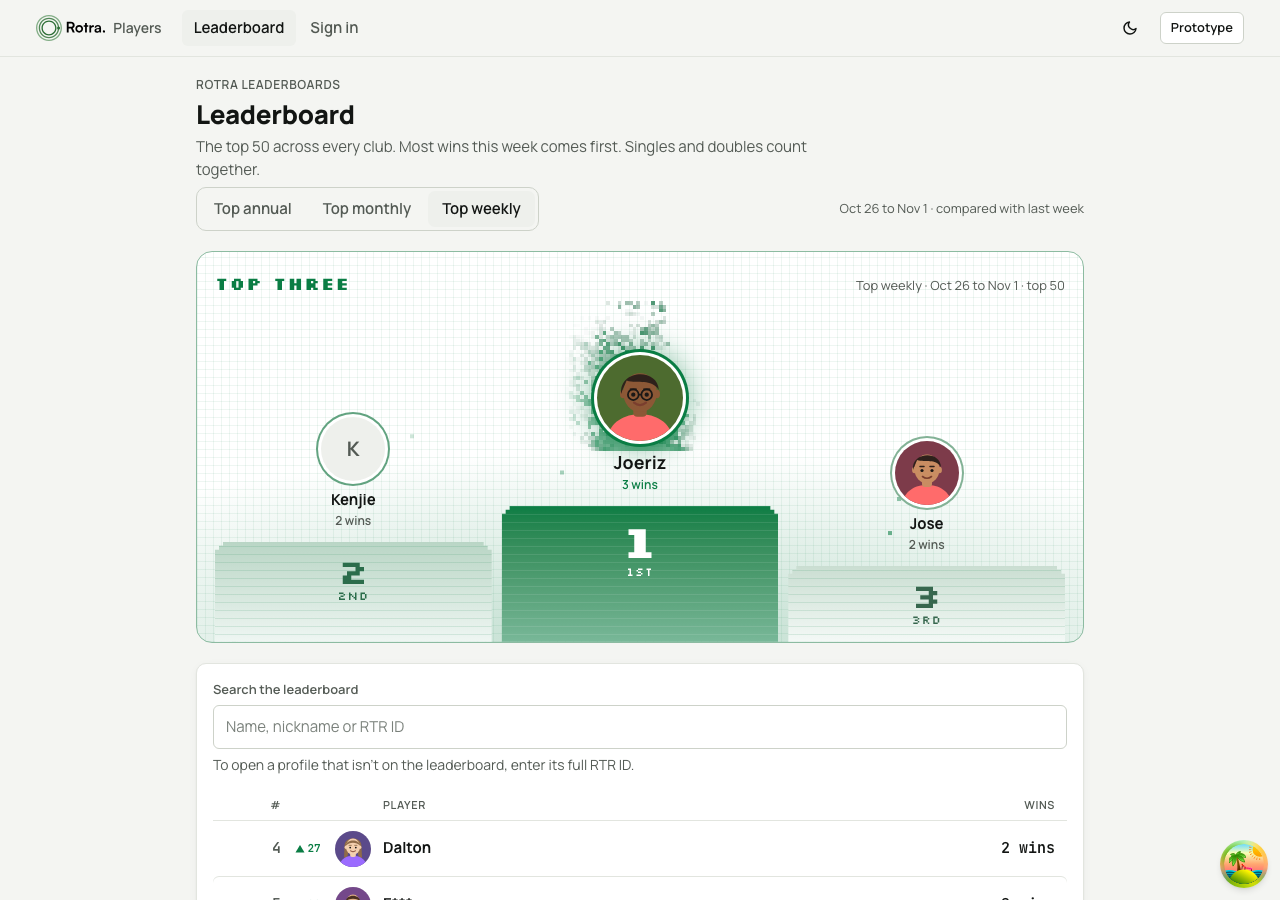 Rotra. Players Leaderboard Sign in Prototype
ROTRA LEADERBOARDS
Leaderboard
The top 50 across every club. Most wins this week comes first. Singles and doubles count
together.
Top annual Top monthly Top weekly Oct 26 to Nov 1 · compared with last week
TOP THREE Top weekly · Oct 26 to Nov 1 · top 50
K
Kenjie
2 wins
2
2ND
Joeriz
3 wins
1
1ST
Jose
2 wins
3
3RD
Search the leaderboard
Name, nickname or RTR ID
To open a profile that isn't on the leaderboard, enter its full RTR ID.
# PLAYER WINS
4 ▲ 27 Dalton 2 wins